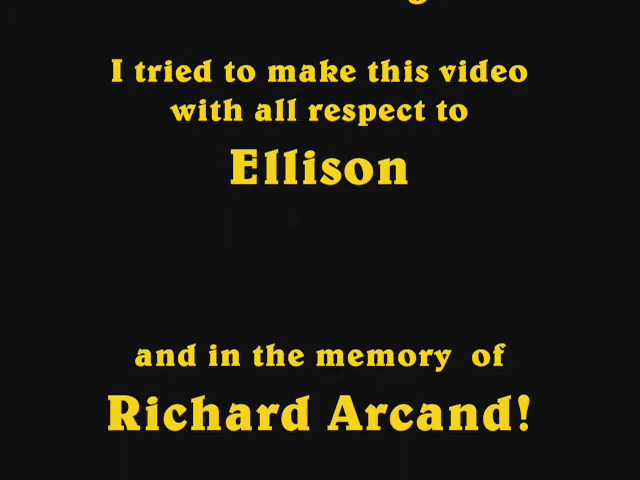 I tried to make this video
with all respect to
Ellison
and in the memory of
Richard Arcand!